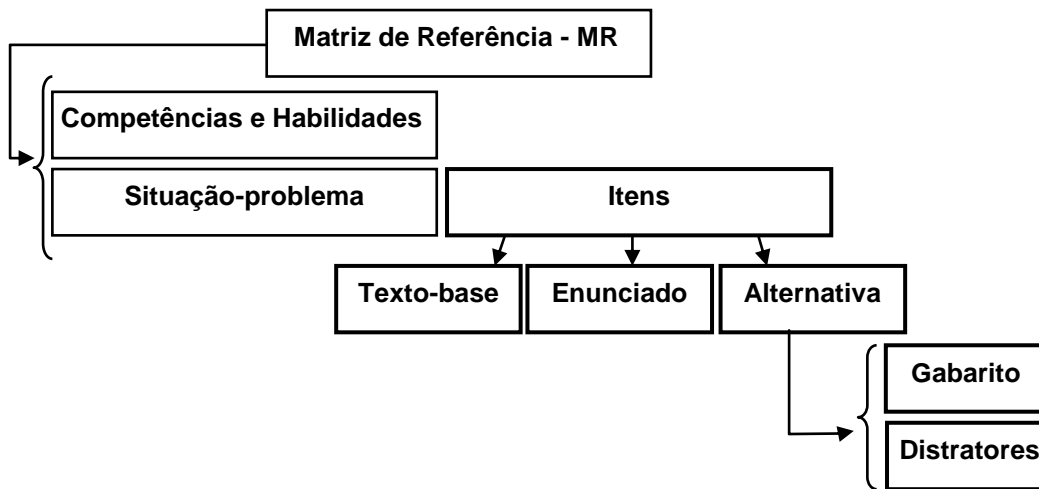 Matriz de Referência - MR
Competências e Habilidades
Situação-problema
Itens
Texto-base
Enunciado
Alternativa
Gabarito
Distratores